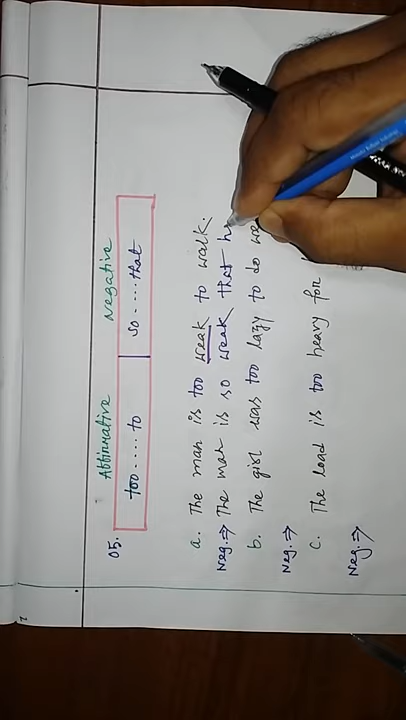 Affirmative Negative
05. too.....to so....that
a. The man is too weak to walk.
Neg.⇒ The man is so weak that h
b. The girl was too lazy to do
Neg.⇒
c. The load is too heavy for
Neg.⇒